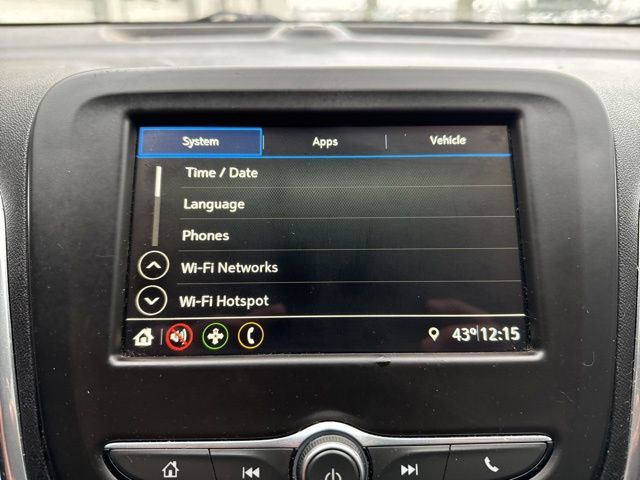 System Apps Vehicle
Time / Date
Language
Phones
Wi-Fi Networks
Wi-Fi Hotspot
43° 12:15